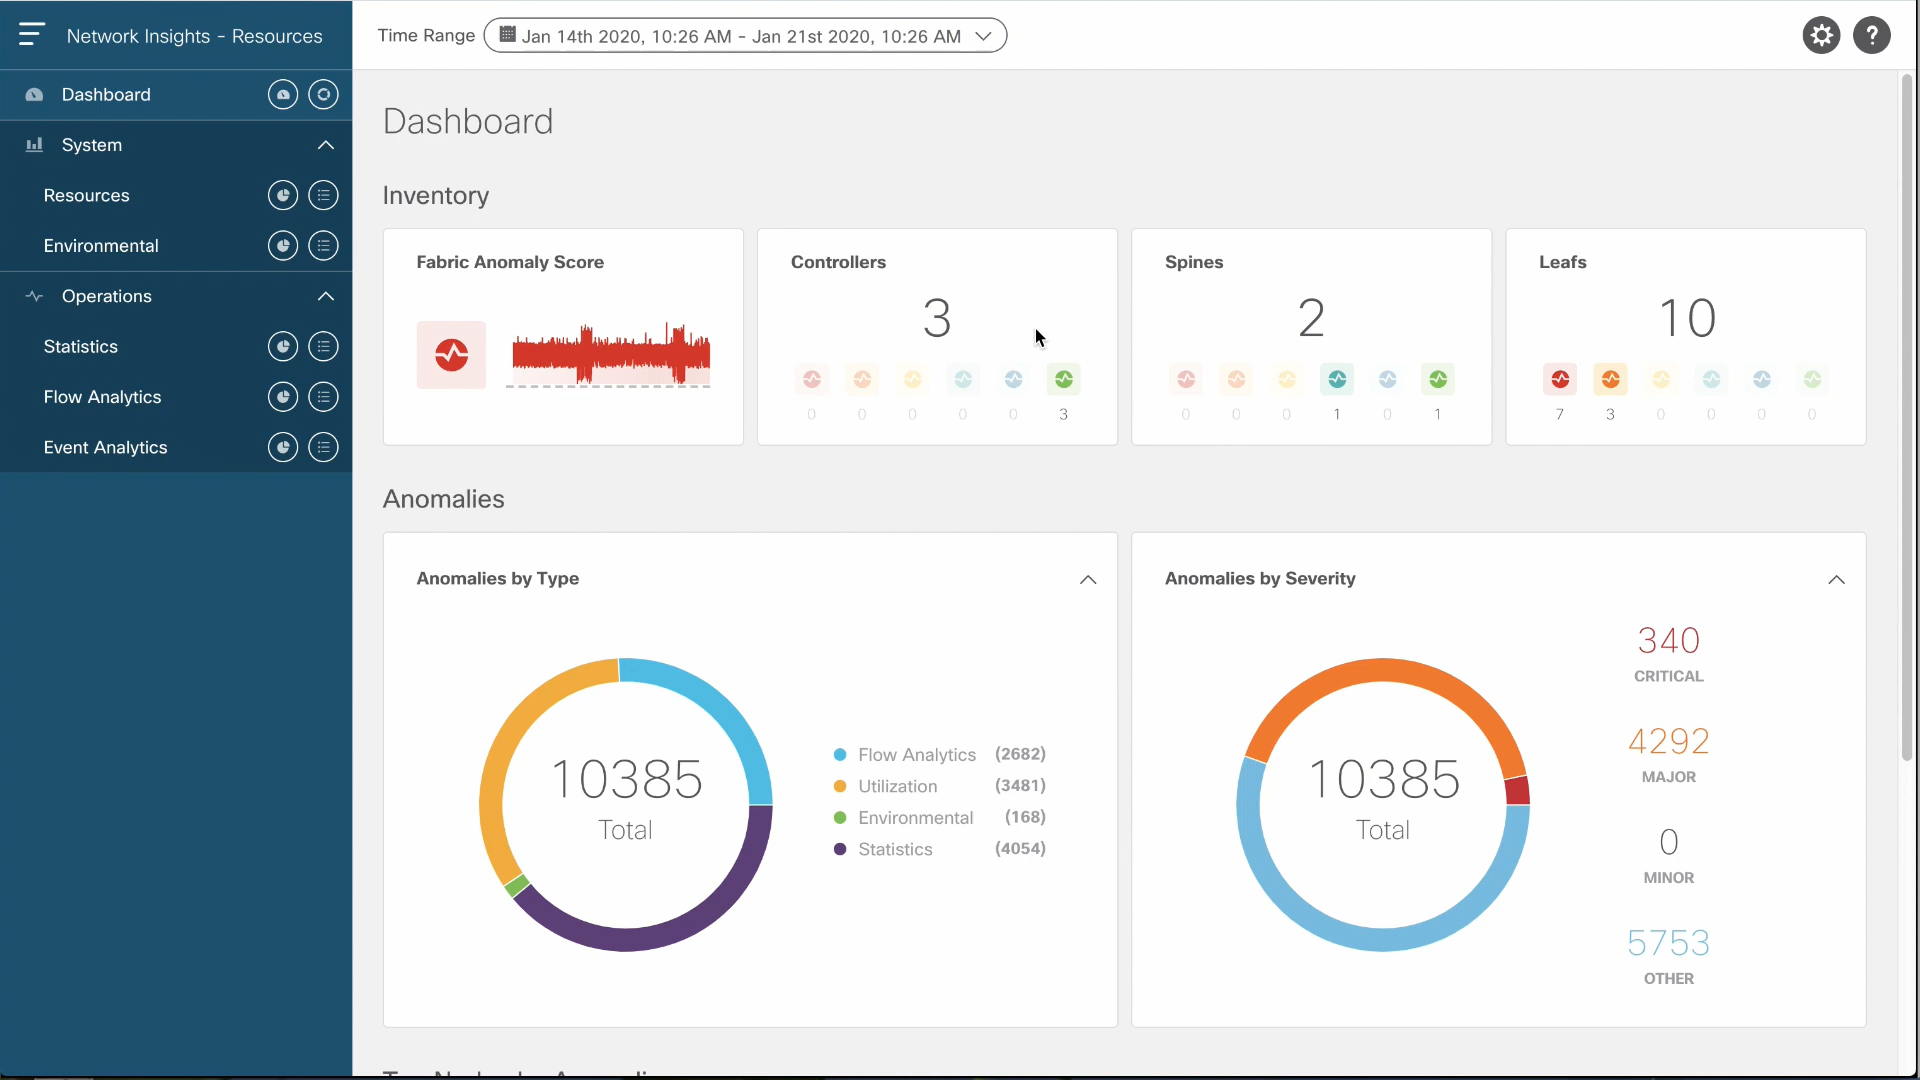 Network Insights - Resources
Time Range
Jan 14th 2020, 10:26 AM - Jan 21st 2020, 10:26 AM
?
Dashboard
System
Resources
Environmental
Operations
Statistics
Flow Analytics
Event Analytics
Dashboard
Inventory
Fabric Anomaly Score
Controllers
3
0 0 0 0 0 3
Spines
2
0 0 0 1 0 1
Leafs
10
7 3 0 0 0 0
Anomalies
Anomalies by Type
10385
Total
Flow Analytics (2682)
Utilization (3481)
Environmental (168)
Statistics (4054)
Anomalies by Severity
10385
Total
340
CRITICAL
4292
MAJOR
0
MINOR
5753
OTHER